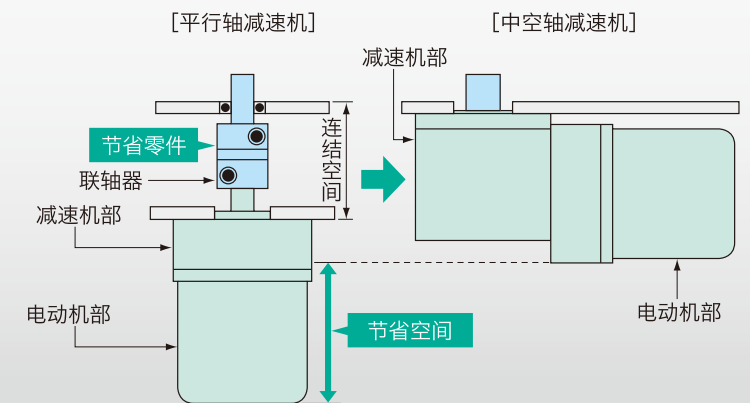 [平行轴减速机]
[中空轴减速机]
减速机部
节省零件
连结空间
联轴器
减速机部
电动机部
节省空间
电动机部